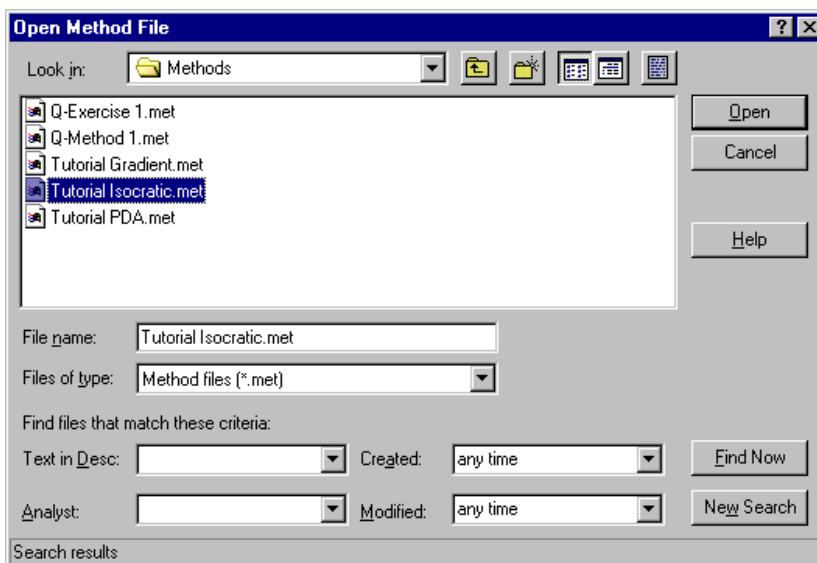 Open Method File
Look in: Methods
Q-Exercise 1.met
Q-Method 1.met
Tutorial Gradient.met
Tutorial Isocratic.met
Tutorial PDA.met
Open
Cancel
Help
File name: Tutorial Isocratic.met
Files of type: Method files (*.met)
Find files that match these criteria:
Text in Desc: Created: any time Find Now
Analyst: Modified: any time New Search
Search results